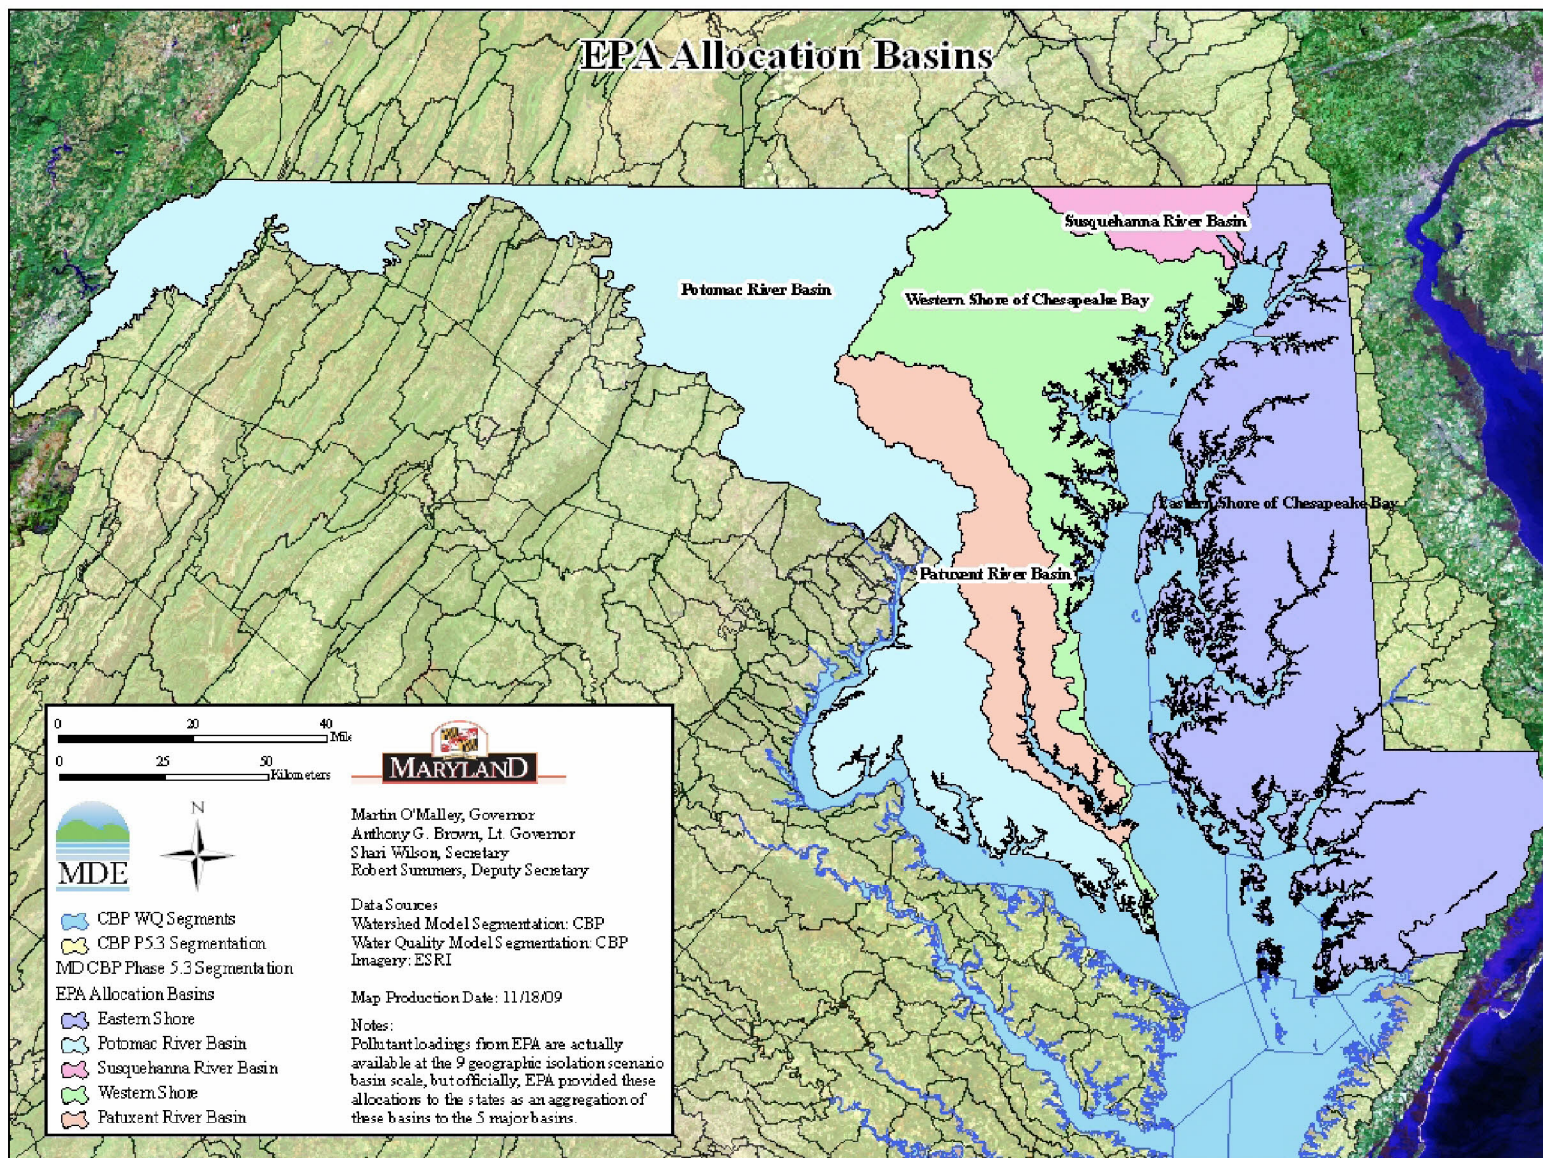 EPA Allocation Basins
Susquehanna River Basin
Potomac River Basin
Western Shore of Chesapeake Bay
Eastern Shore of Chesapeake Bay
Patuxent River Basin
0 20 40
Mile
0 25 50
Kilometers
MARYLAND
N
MDE
Martin O'Malley, Governor
Anthony G. Brown, Lt. Governor
Shari Wilson, Secretary
Robert Summers, Deputy Secretary
Data Sources
Watershed Model Segmentation: CBP
Water Quality Model Segmentation: CBP
Imagery: ESRI
Map Production Date: 11/18/09
Notes:
Pollutant loadings from EPA are actually
available at the 9 geographic isolation scenario
basin scale, but officially, EPA provided these
allocations to the states as an aggregation of
these basins to the 5 major basins.
CBP WQ Segments
CBP P5.3 Segmentation
MD CBP Phase 5.3 Segmentation
EPA Allocation Basins
Eastern Shore
Potomac River Basin
Susquehanna River Basin
Western Shore
Patuxent River Basin